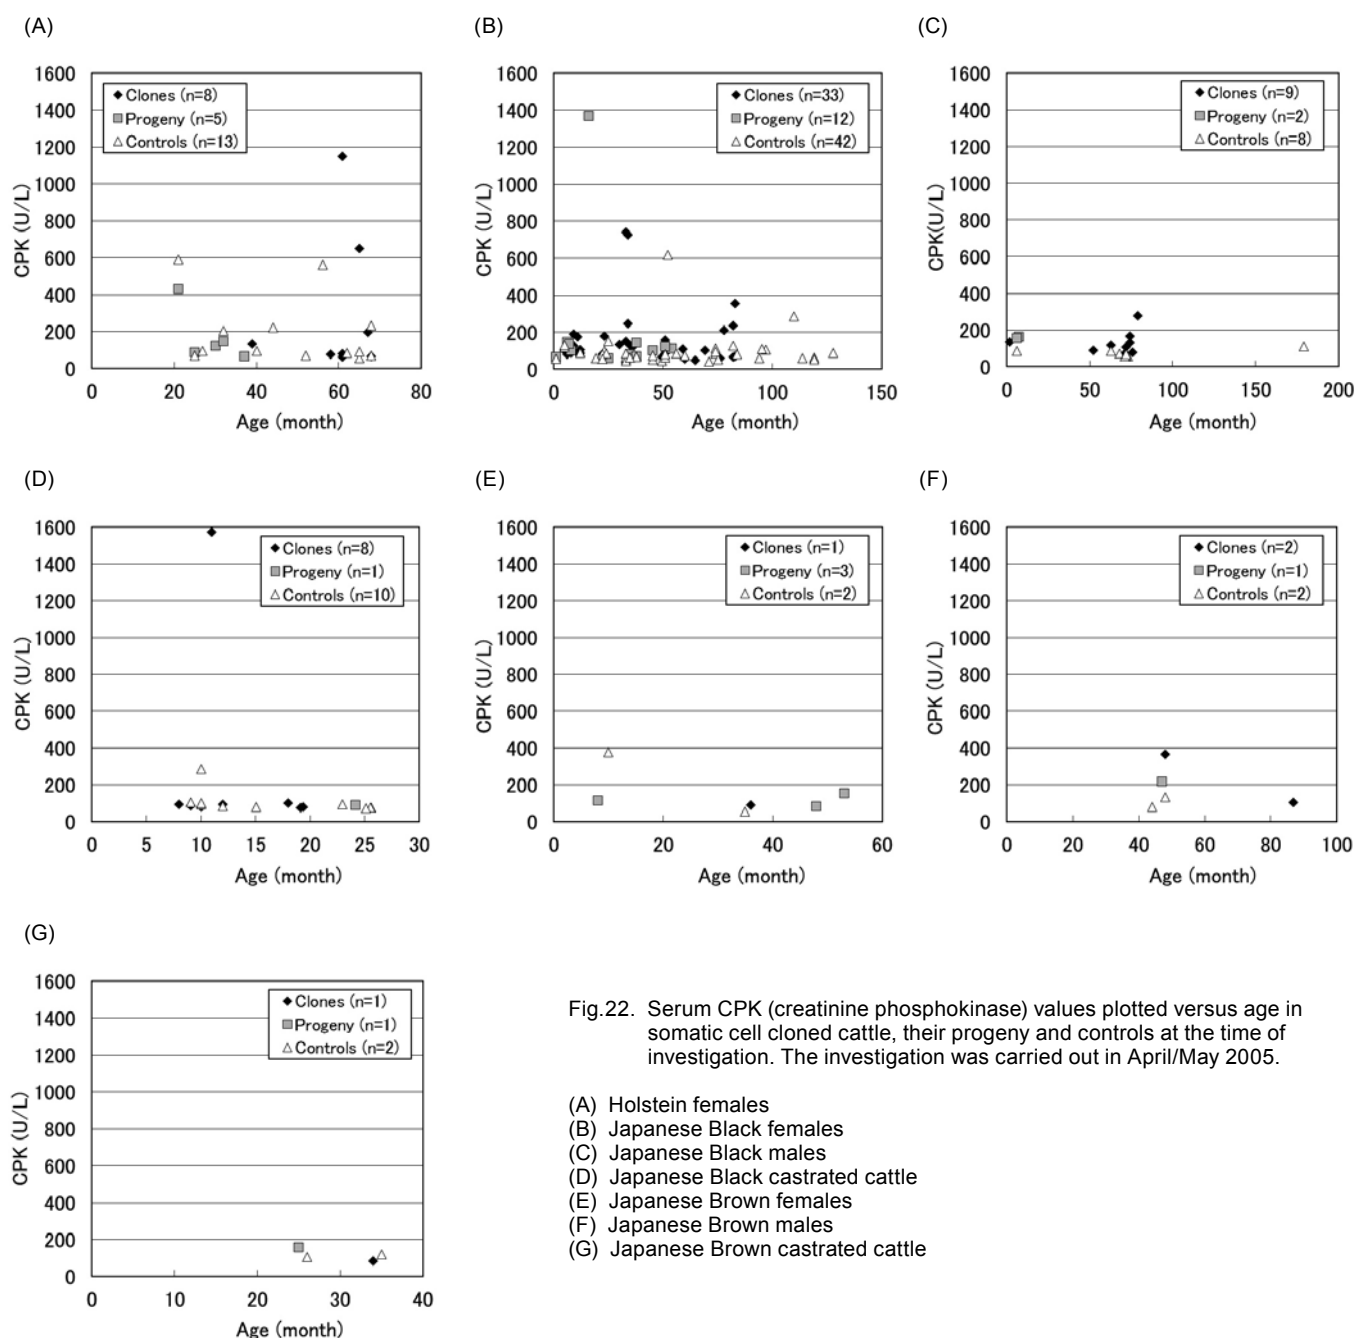 (A)
1600
1400
1200
1000
800
600
400
200
0
CPK (U/L)
0 20 40 60 80
Age (month)
Clones (n=8)
Progeny (n=5)
Controls (n=13)
(B)
1600
1400
1200
1000
800
600
400
200
0
CPK (U/L)
0 50 100 150
Age (month)
Clones (n=33)
Progeny (n=12)
Controls (n=42)
(C)
1600
1400
1200
1000
800
600
400
200
0
CPK(U/L)
0 50 100 150 200
Age (month)
Clones (n=9)
Progeny (n=2)
Controls (n=8)
(D)
1600
1400
1200
1000
800
600
400
200
0
CPK (U/L)
0 5 10 15 20 25 30
Age (month)
Clones (n=8)
Progeny (n=1)
Controls (n=10)
(E)
1600
1400
1200
1000
800
600
400
200
0
CPK (U/L)
0 20 40 60
Age (month)
Clones (n=1)
Progeny (n=3)
Controls (n=2)
(F)
1600
1400
1200
1000
800
600
400
200
0
CPK (U/L)
0 20 40 60 80 100
Age (month)
Clones (n=2)
Progeny (n=1)
Controls (n=2)
(G)
1600
1400
1200
1000
800
600
400
200
0
CPK (U/L)
0 10 20 30 40
Age (month)
Clones (n=1)
Progeny (n=1)
Controls (n=2)
Fig.22. Serum CPK (creatinine phosphokinase) values plotted versus age in
somatic cell cloned cattle, their progeny and controls at the time of
investigation. The investigation was carried out in April/May 2005.
(A) Holstein females
(B) Japanese Black females
(C) Japanese Black males
(D) Japanese Black castrated cattle
(E) Japanese Brown females
(F) Japanese Brown males
(G) Japanese Brown castrated cattle